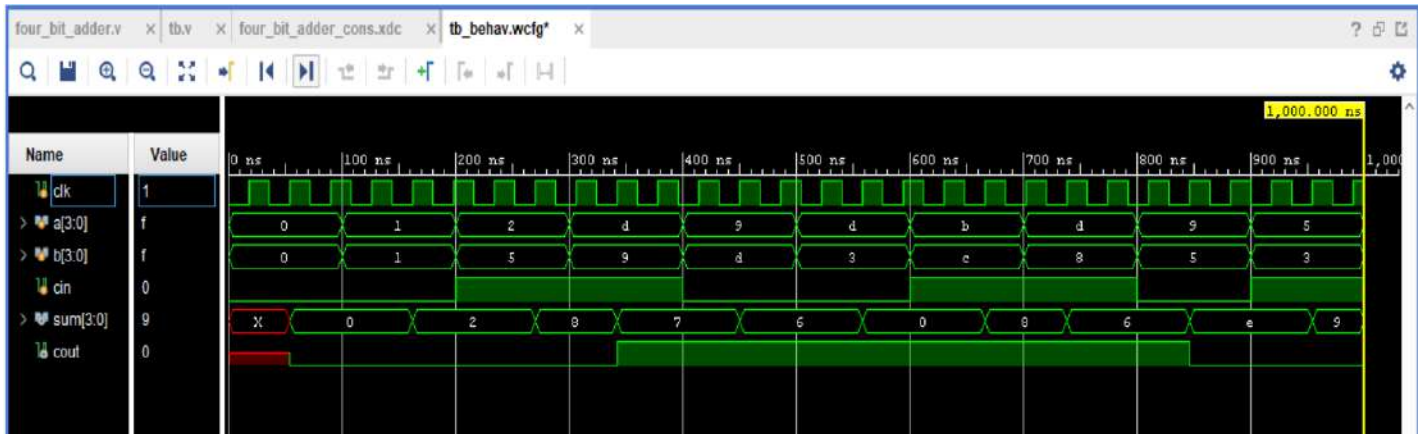 four_bit_adder.v × tb.v × four_bit_adder_cons.xdc × tb_behav.wcfg* ×
1,000.000 ns
Name Value 0 ns 100 ns 200 ns 300 ns 400 ns 500 ns 600 ns 700 ns 800 ns 900 ns 1,000
clk 1
a[3:0] f 0 1 2 d 9 d b d 9 5
b[3:0] f 0 1 5 9 d 3 c 8 5 3
cin 0
sum[3:0] 9 X 0 2 8 7 6 0 8 6 e 9
cout 0